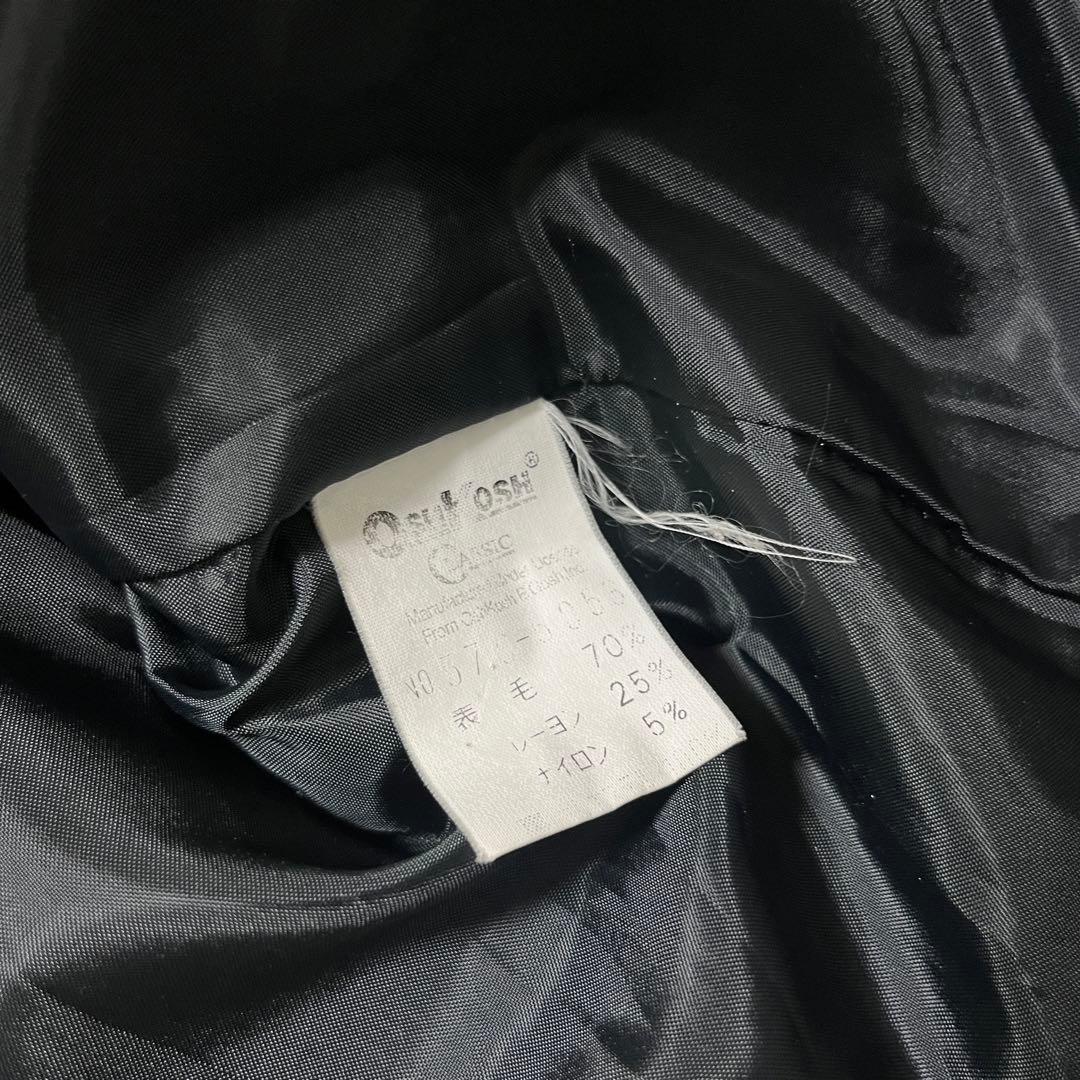 OSHKOSH®
CLASSIC
Manufactured Under License
From OshKosh B'Gosh Inc.
表 毛 70%
レーヨン 25%
ナイロン 5%